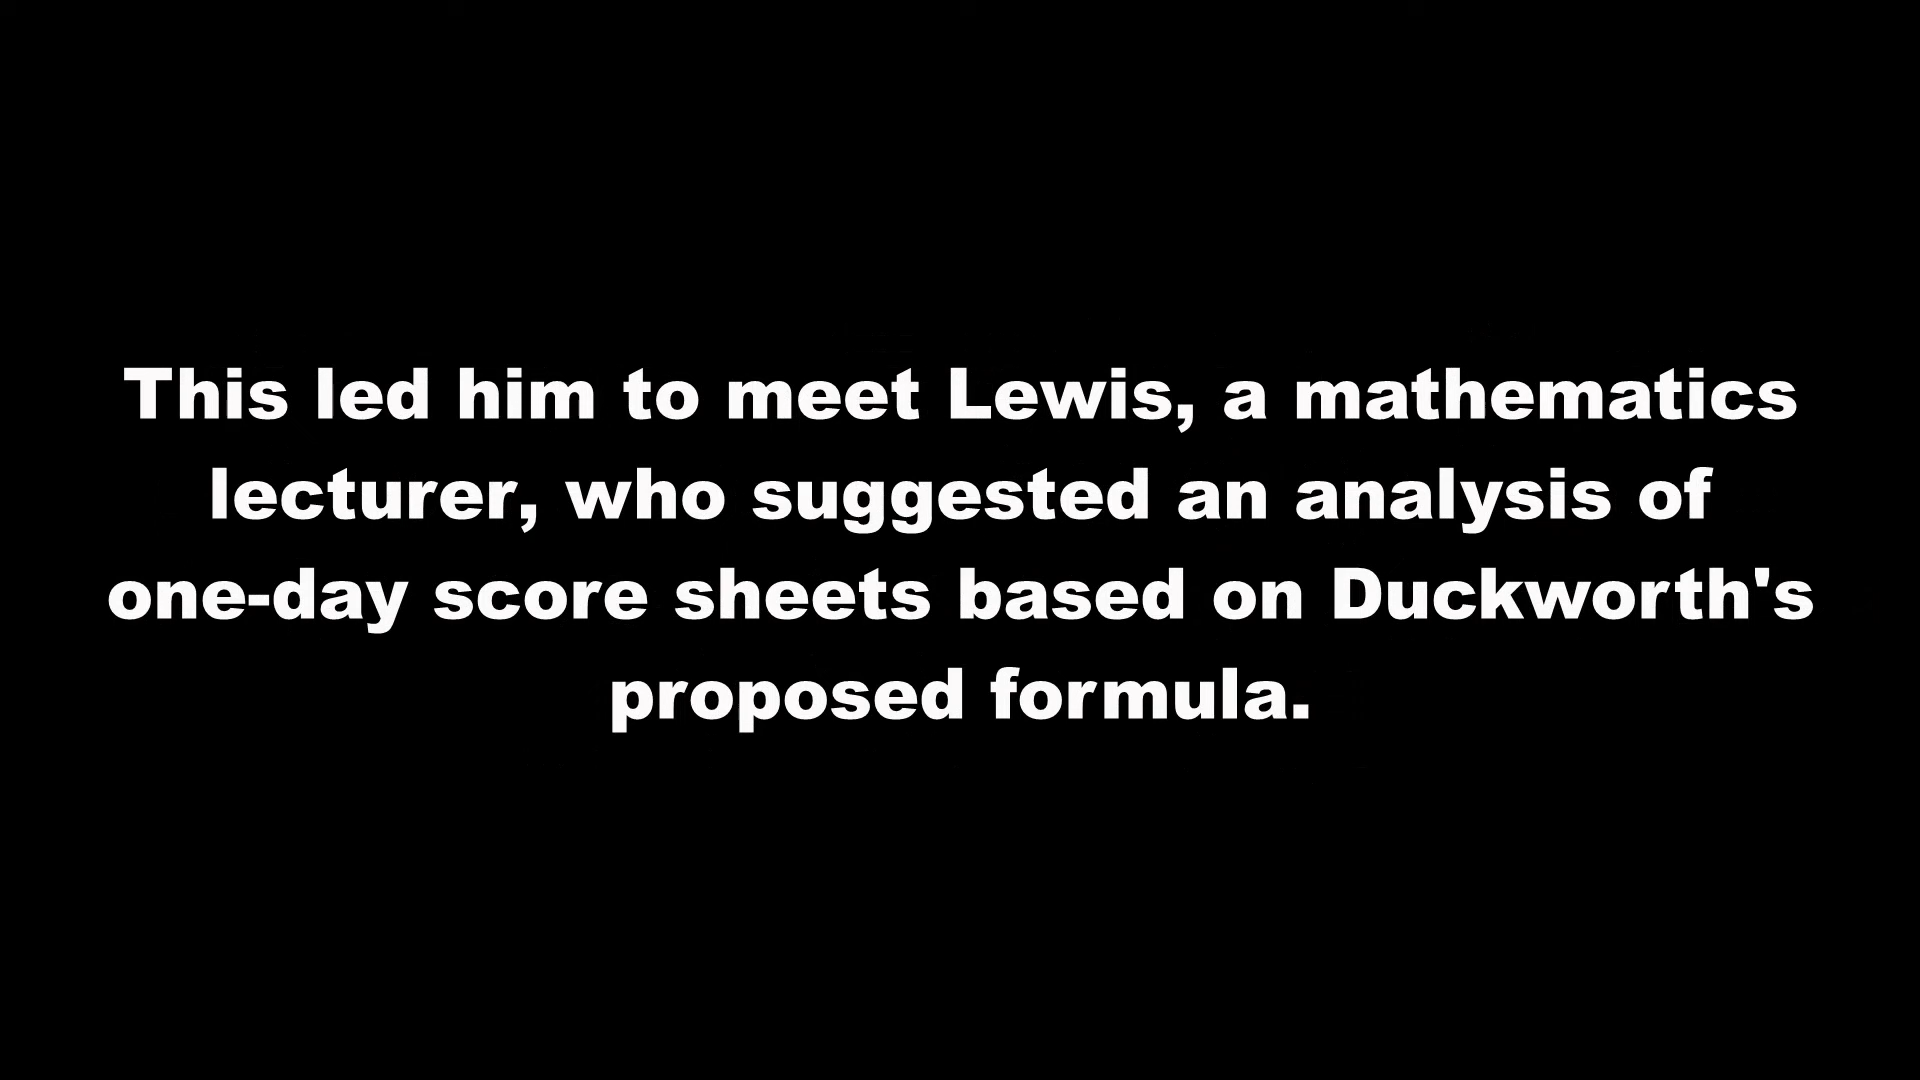 This led him to meet Lewis, a mathematics
lecturer, who suggested an analysis of
one-day score sheets based on Duckworth's
proposed formula.